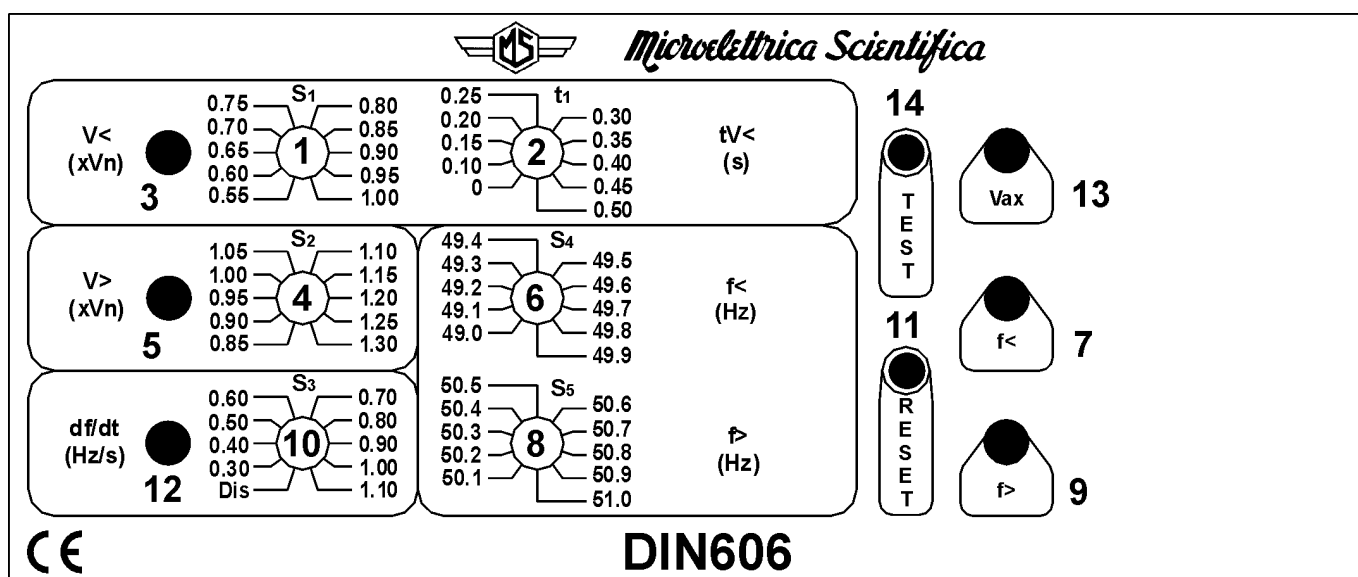 MS Microelettrica Scientifica
V<
(xVn)
3
S1
0.75
0.70
0.65
0.60
0.55
1
0.80
0.85
0.90
0.95
1.00
t1
0.25
0.20
0.15
0.10
0
2
0.30
0.35
0.40
0.45
0.50
tV<
(s)
14
TEST
Vax
13
V>
(xVn)
5
S2
1.05
1.00
0.95
0.90
0.85
4
1.10
1.15
1.20
1.25
1.30
S4
49.4
49.3
49.2
49.1
49.0
6
49.5
49.6
49.7
49.8
49.9
f<
(Hz)
f<
7
df/dt
(Hz/s)
12
S3
0.60
0.50
0.40
0.30
Dis
10
0.70
0.80
0.90
1.00
1.10
S5
50.5
50.4
50.3
50.2
50.1
8
50.6
50.7
50.8
50.9
51.0
f>
(Hz)
11
RESET
f>
9
CE
DIN606